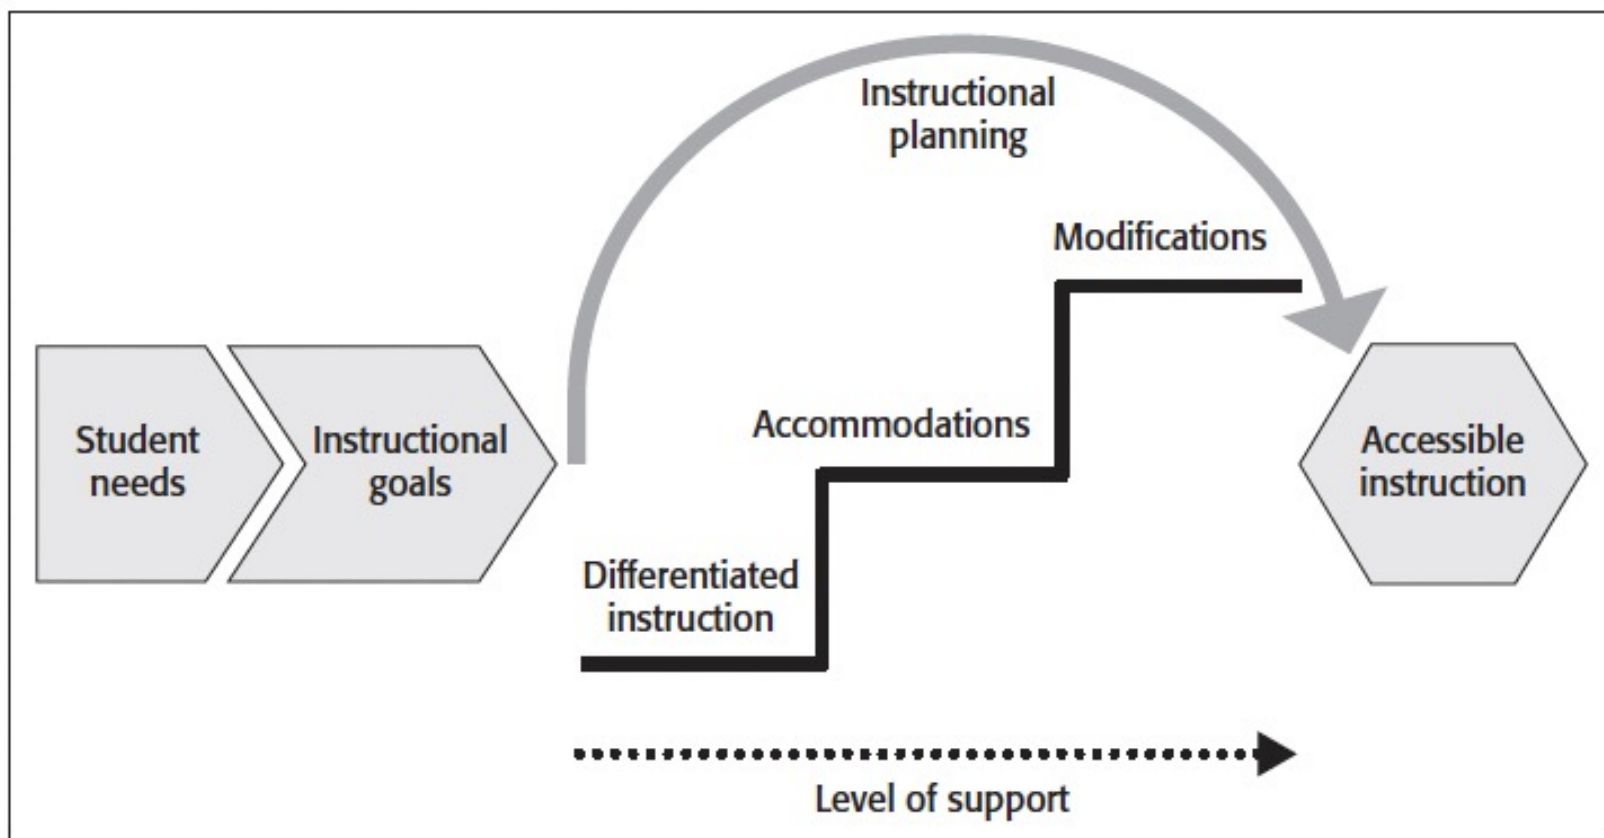 Instructional
planning
Modifications
Student
needs
Instructional
goals
Accommodations
Accessible
instruction
Differentiated
instruction
Level of support